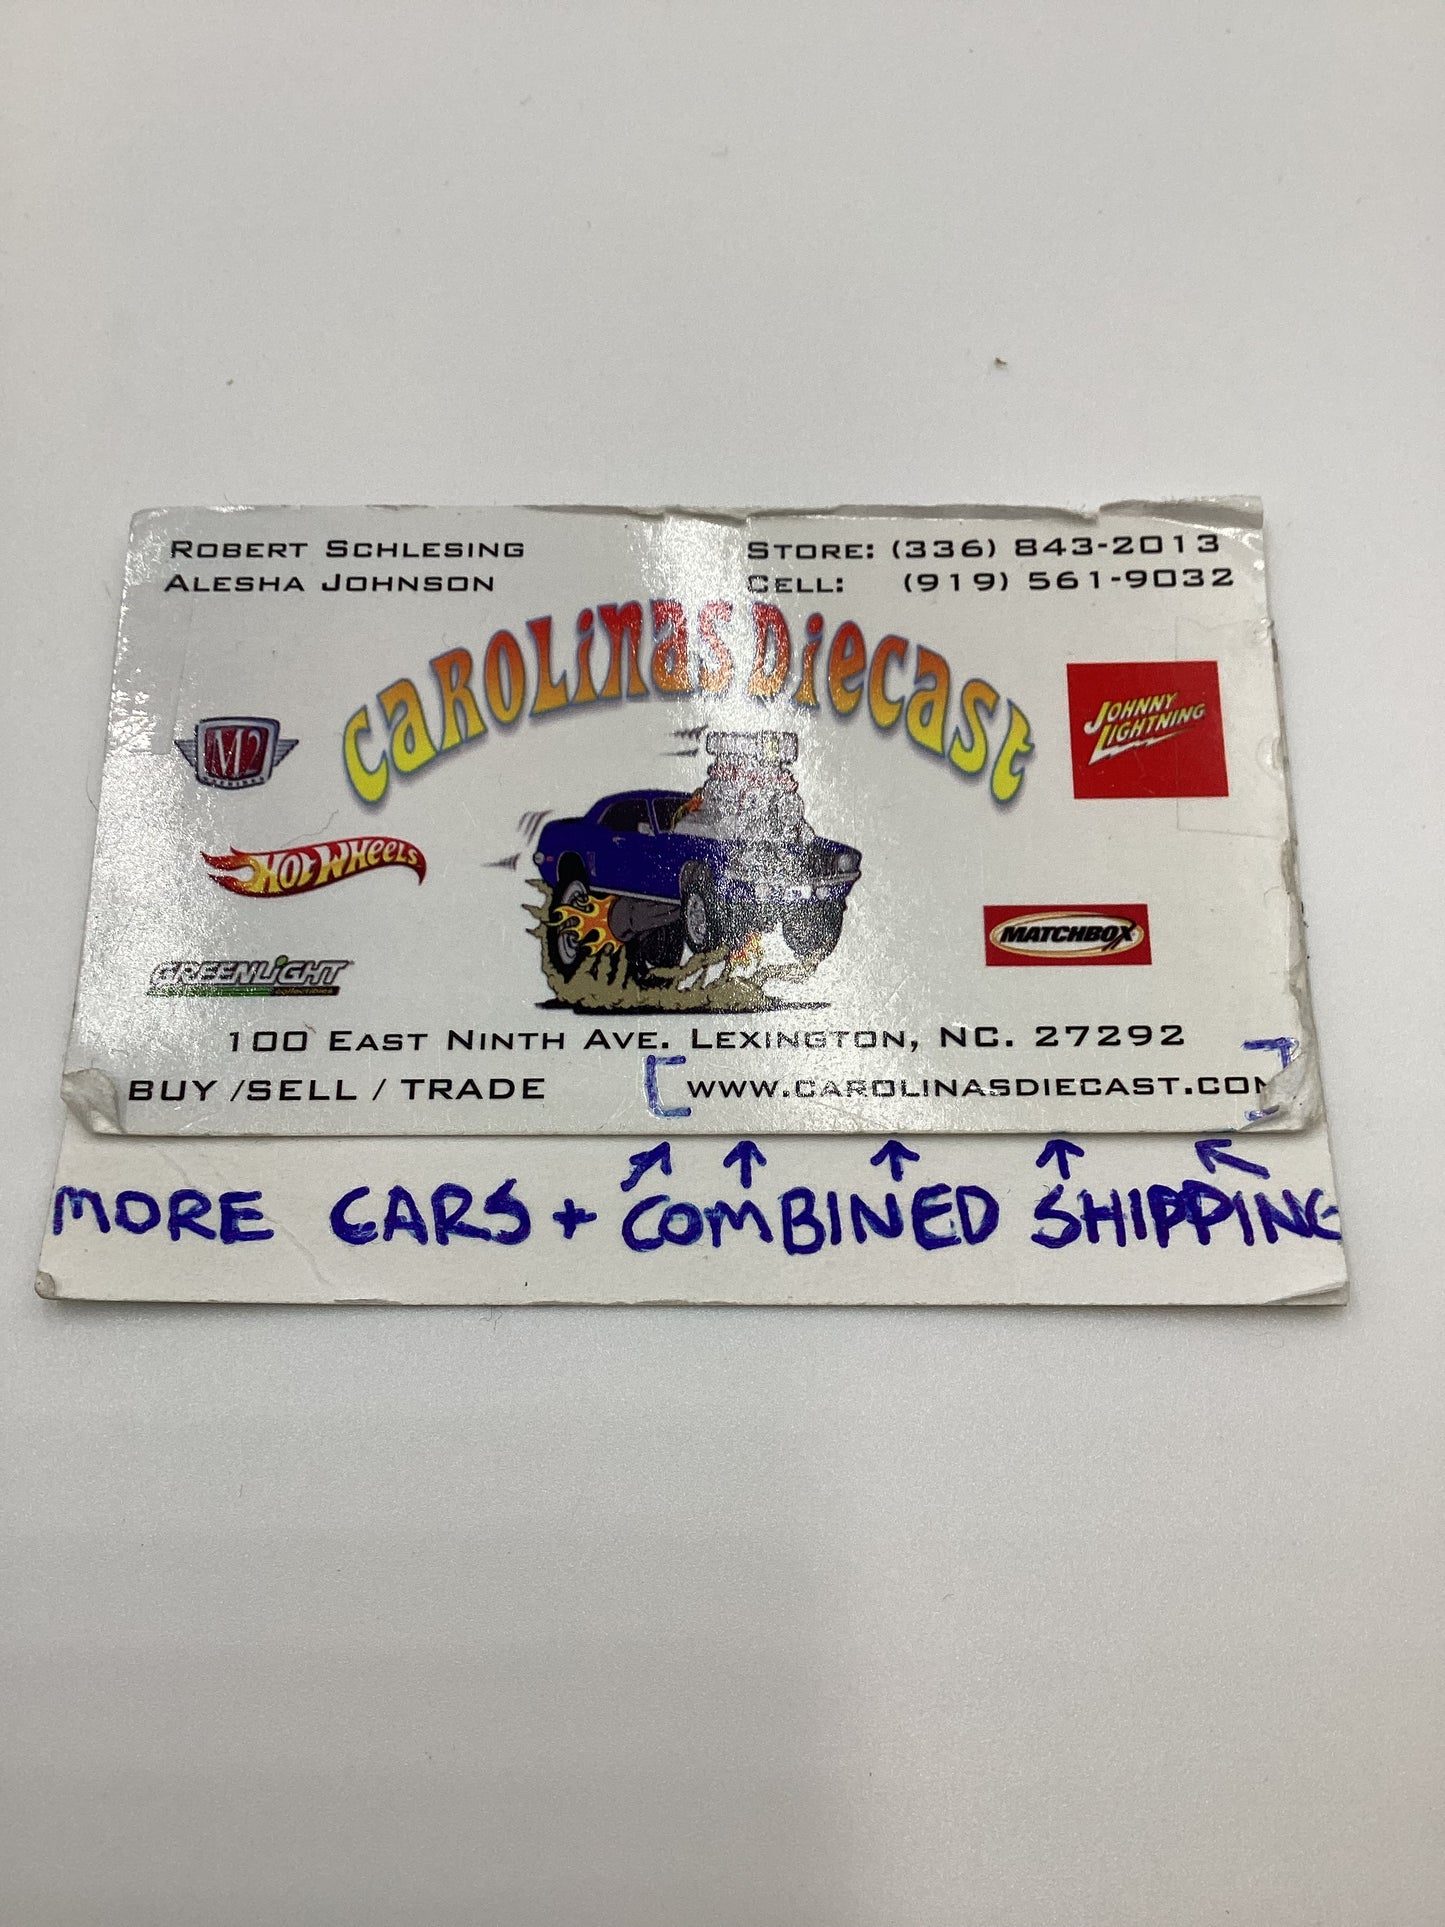 ROBERT SCHLESING
ALESHA JOHNSON
STORE: (336) 843-2013
CELL: (919) 561-9032
CAROLINAS DIECAST
M2
JOHNNY LIGHTNING
HOT WHEELS
MATCHBOX
GREENLIGHT
collectibles
100 EAST NINTH AVE. LEXINGTON, NC. 27292
BUY /SELL / TRADE [ WWW.CAROLINASDIECAST.COM ]
MORE CARS + COMBINED SHIPPING